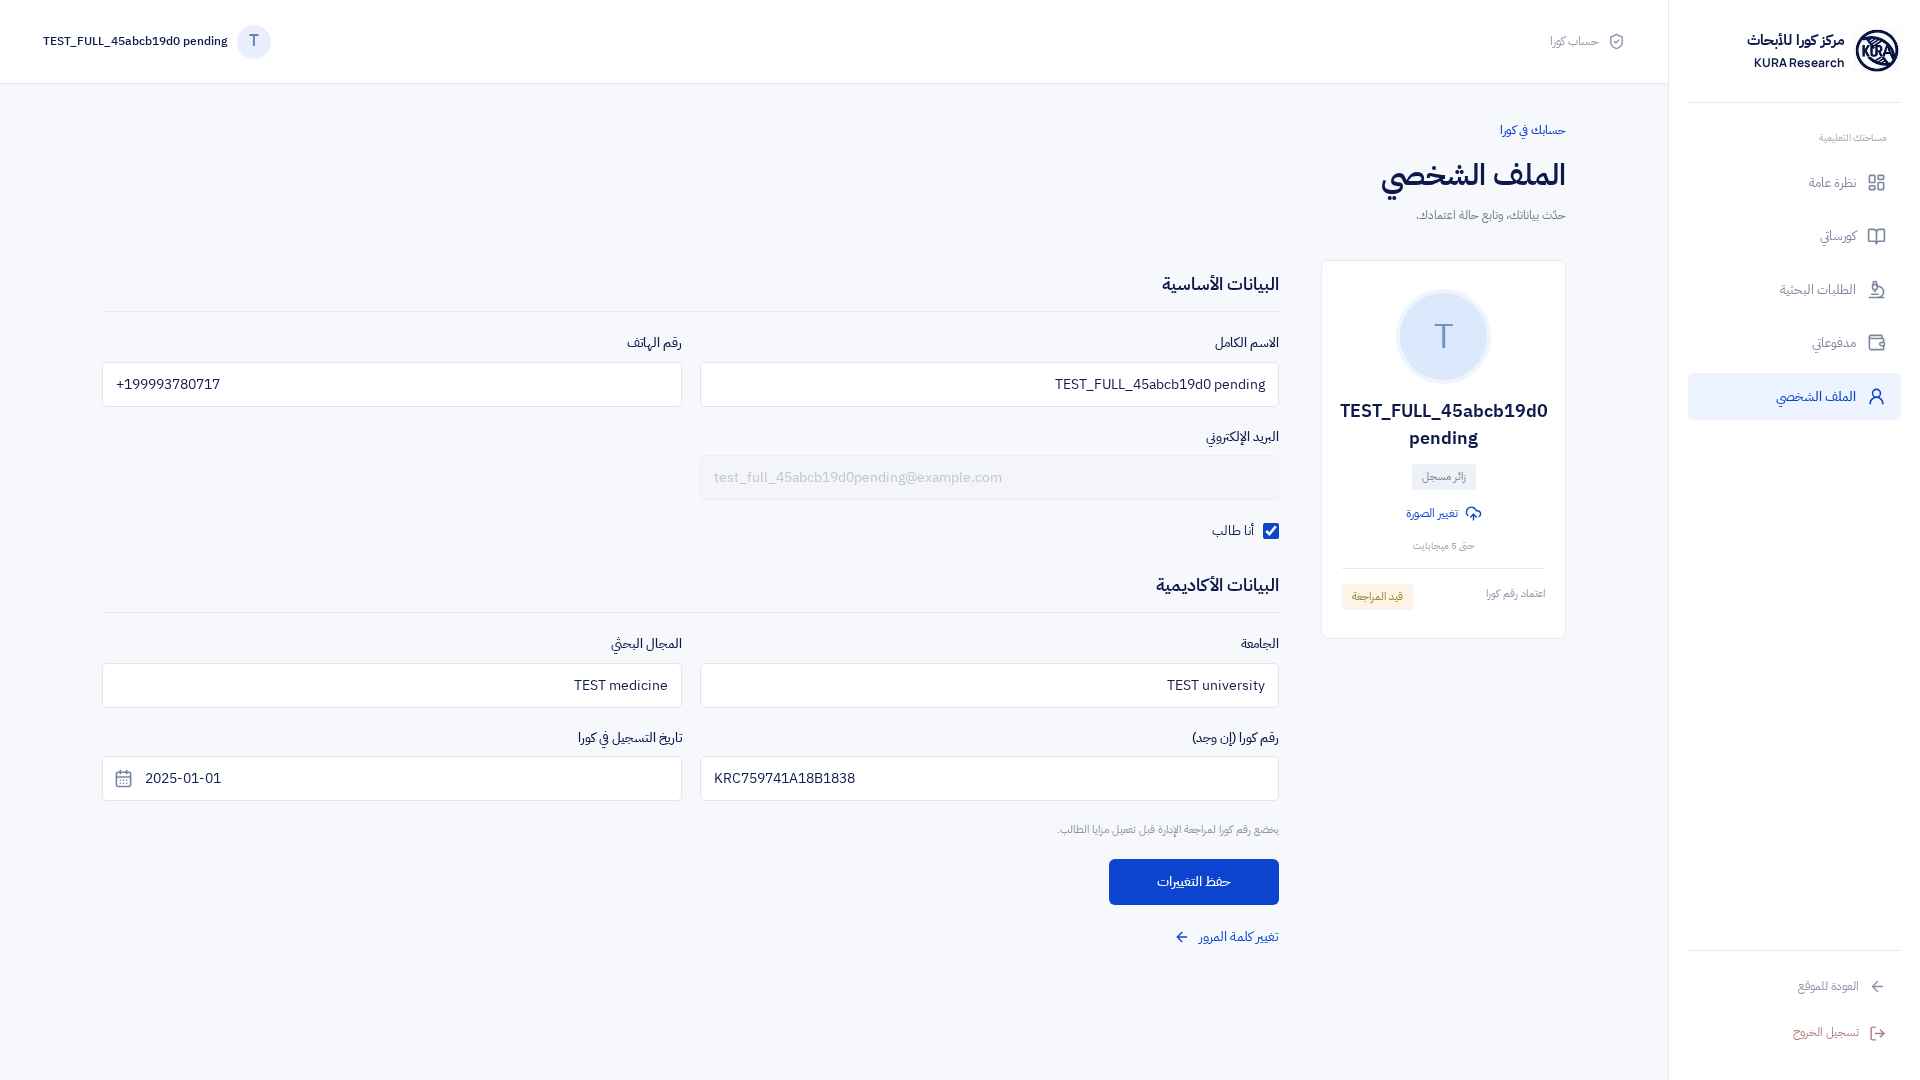 مركز كورا للأبحاث
KURA Research
KURA
مساحتك التعليمية
نظرة عامة
كورساتي
الطلبات البحثية
مدفوعاتي
الملف الشخصي
العودة للموقع
تسجيل الخروج
حساب كورا
T
TEST_FULL_45abcb19d0 pending
حسابك في كورا
الملف الشخصي
حدّث بياناتك، وتابع حالة اعتمادك.
T
TEST_FULL_45abcb19d0
pending
زائر مسجل
تغيير الصورة
حتى 5 ميجابايت
اعتماد رقم كورا
قيد المراجعة
البيانات الأساسية
الاسم الكامل
رقم الهاتف
TEST_FULL_45abcb19d0 pending
+199993780717
البريد الإلكتروني
test_full_45abcb19d0pending@example.com
أنا طالب
البيانات الأكاديمية
الجامعة
المجال البحثي
TEST university
TEST medicine
رقم كورا (إن وجد)
تاريخ التسجيل في كورا
KRC759741A18B1838
2025-01-01
يخضع رقم كورا لمراجعة الإدارة قبل تفعيل مزايا الطالب.
حفظ التغييرات
تغيير كلمة المرور